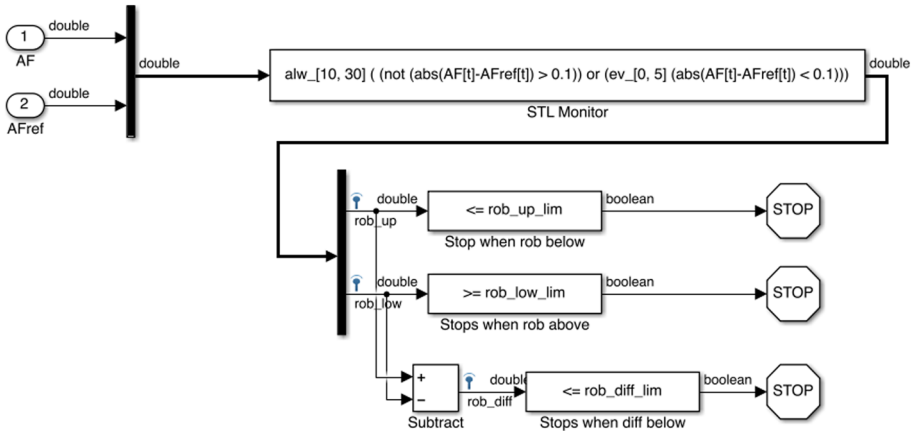 1
double
AF
double
2
double
AFref
alw_[10, 30] ( (not (abs(AF[t]-AFref[t]) > 0.1)) or (ev_[0, 5] (abs(AF[t]-AFref[t]) < 0.1)))
double
STL Monitor
double
rob_up
<= rob_up_lim
boolean
STOP
Stop when rob below
double
rob_low
>= rob_low_lim
boolean
STOP
Stops when rob above
+
−
Subtract
double
rob_diff
<= rob_diff_lim
boolean
STOP
Stops when diff below